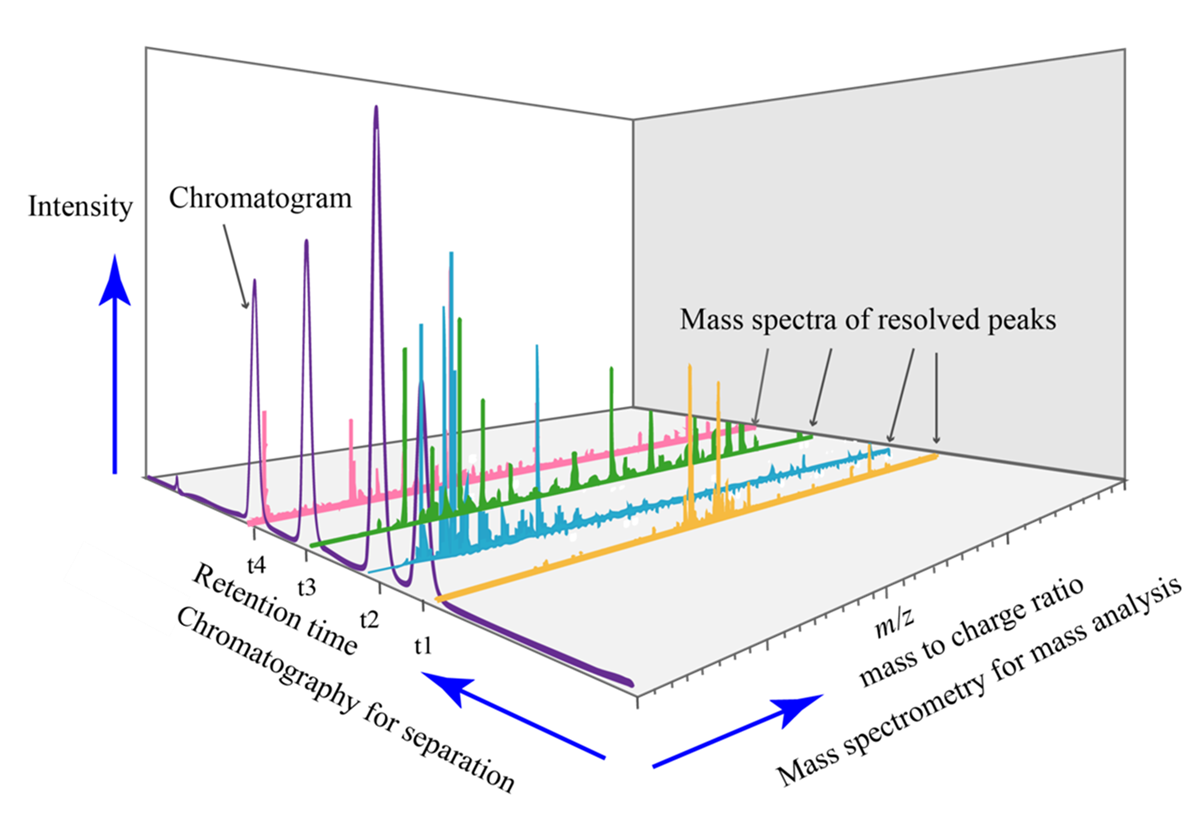 Intensity
Chromatogram
Mass spectra of resolved peaks
t4
t3
t2
t1
Retention time
Chromatography for separation
m/z
mass to charge ratio
Mass spectrometry for mass analysis